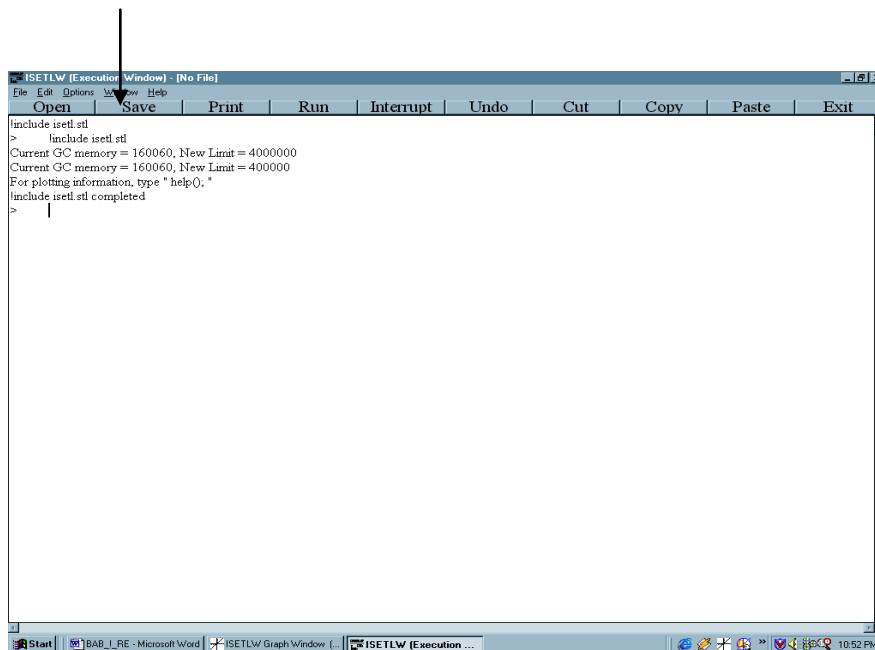 ISETLW (Execution Window) - [No File]
File Edit Options Window Help
Open Save Print Run Interrupt Undo Cut Copy Paste Exit
!include isetl.stl
> !include isetl.stl
Current GC memory = 160060, New Limit = 4000000
Current GC memory = 160060, New Limit = 400000
For plotting information, type " help(); "
!include isetl.stl completed
>
Start BAB_I_RE - Microsoft Word ISETLW Graph Window (... ISETLW (Execution ... » 10:52 PM